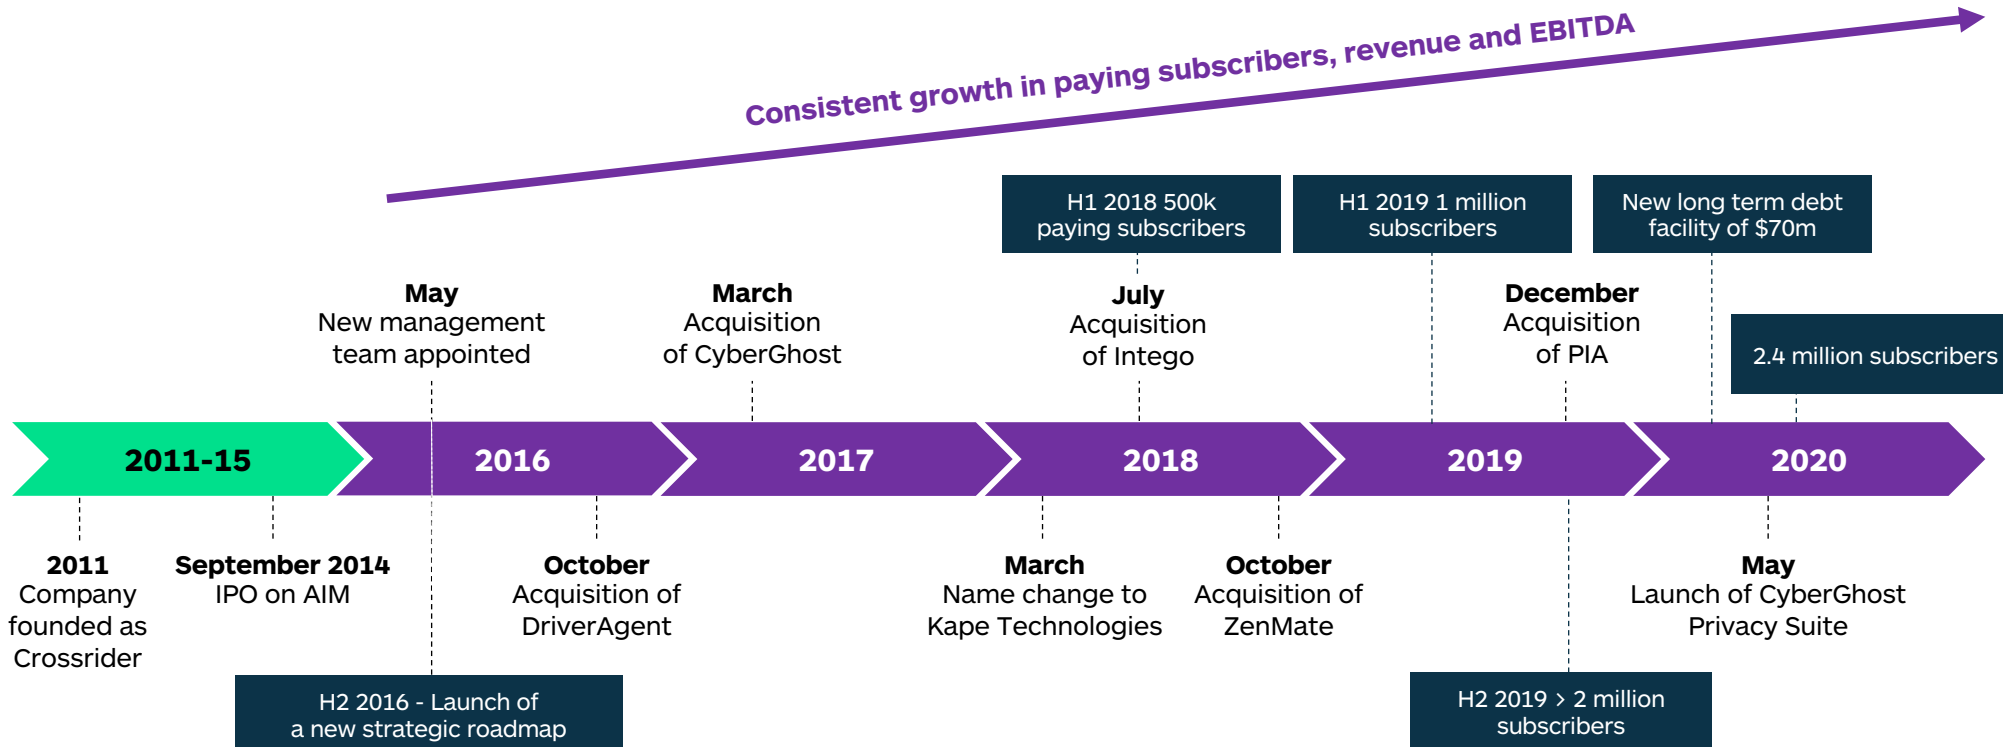 Consistent growth in paying subscribers, revenue and EBITDA
H1 2018 500k
paying subscribers
H1 2019 1 million
subscribers
New long term debt
facility of $70m
May
New management
team appointed
March
Acquisition
of CyberGhost
July
Acquisition
of Intego
December
Acquisition
of PIA
2.4 million subscribers
2011-15
2016
2017
2018
2019
2020
2011
Company
founded as
Crossrider
September 2014
IPO on AIM
October
Acquisition of
DriverAgent
March
Name change to
Kape Technologies
October
Acquisition of
ZenMate
May
Launch of CyberGhost
Privacy Suite
H2 2016 - Launch of
a new strategic roadmap
H2 2019 > 2 million
subscribers